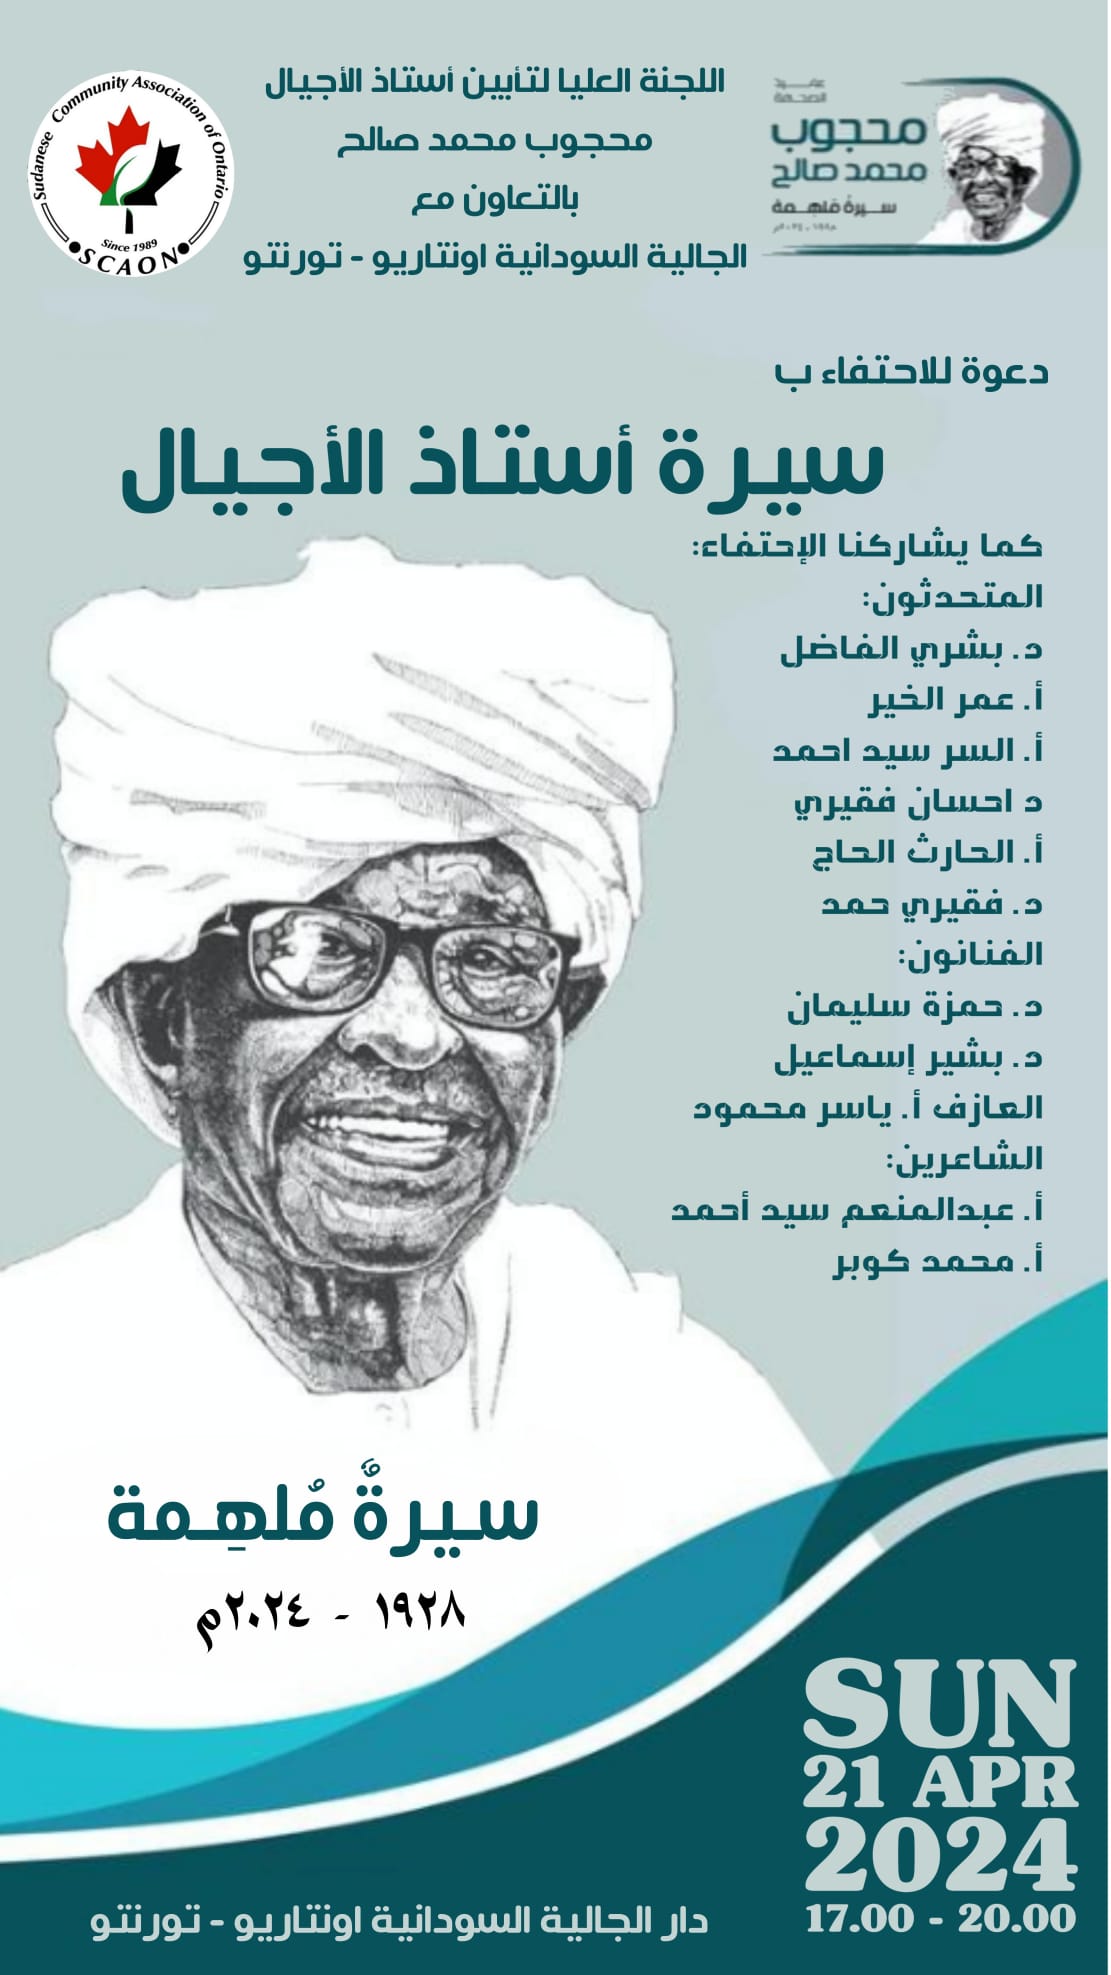 Sudanese Community Association of Ontario
Since 1989
SCAON
اللجنة العليا لتأبين أستاذ الأجيال
محجوب محمد صالح
بالتعاون مع
الجالية السودانية اونتاريو - تورنتو
عميد
الصحافة
محجوب
محمد صالح
سيرةٌ مُلهِمة
دعوة للاحتفاء ب
سيرة أستاذ الأجيال
كما يشاركنا الإحتفاء:
المتحدثون:
د. بشري الفاضل
أ. عمر الخير
أ. السر سيد احمد
د احسان فقيري
أ. الحارث الحاج
د. فقيري حمد
الفنانون:
د. حمزة سليمان
د. بشير إسماعيل
العازف أ. ياسر محمود
الشاعرين:
أ. عبدالمنعم سيد أحمد
أ. محمد كوبر
سيرةٌ مُلهِمة
١٩٢٨ - ٢٠٢٤م
SUN
21 APR
2024
17.00 - 20.00
دار الجالية السودانية اونتاريو - تورنتو